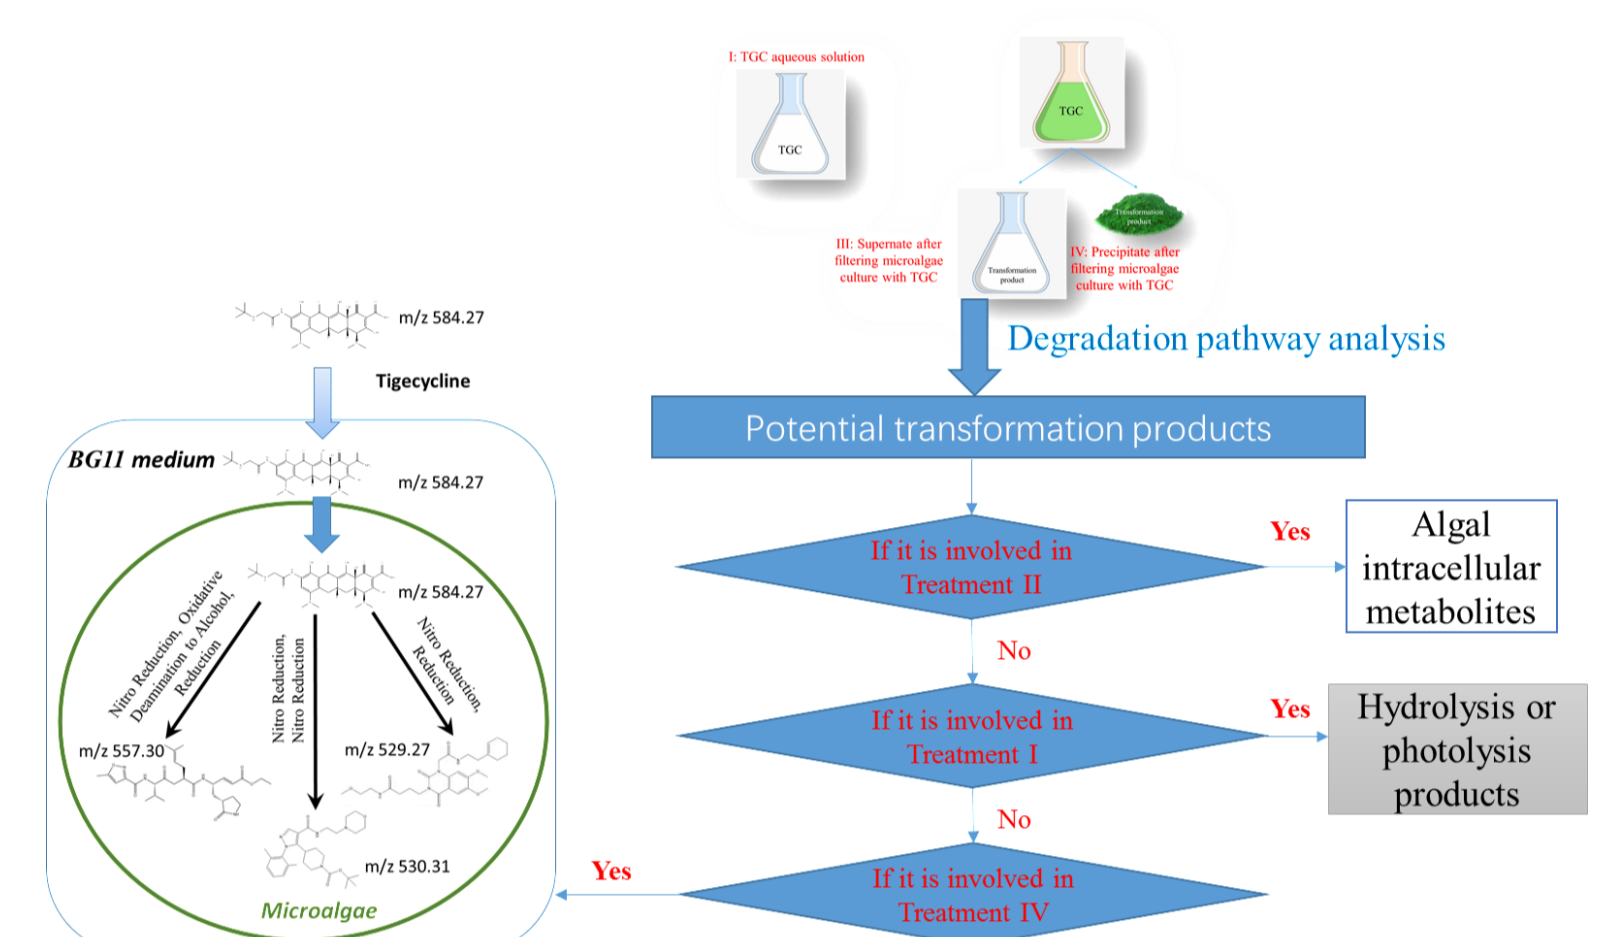 I: TGC aqueous solution
TGC
TGC
Transformation
product
Transformation
product
III: Supernate after
filtering microalgae
culture with TGC
IV: Precipitate after
filtering microalgae
culture with TGC
Degradation pathway analysis
Potential transformation products
If it is involved in
Treatment II
Yes
Algal
intracellular
metabolites
No
If it is involved in
Treatment I
Yes
Hydrolysis or
photolysis
products
No
If it is involved in
Treatment IV
Yes
m/z 584.27
Tigecycline
BG11 medium
m/z 584.27
m/z 584.27
Nitro Reduction, Oxidative
Deamination to Alcohol,
Reduction
Nitro Reduction,
Nitro Reduction
Nitro Reduction,
Reduction
m/z 557.30
m/z 529.27
m/z 530.31
Microalgae